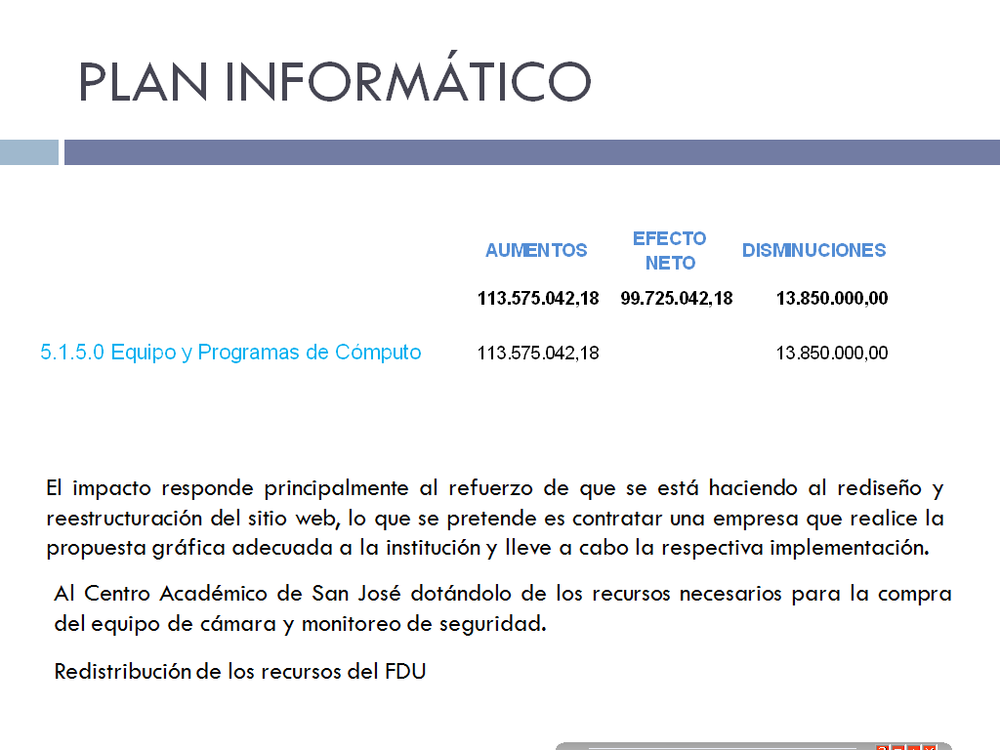 PLAN INFORMÁTICO
AUMENTOS EFECTO NETO DISMINUCIONES
113.575.042,18 99.725.042,18 13.850.000,00
5.1.5.0 Equipo y Programas de Cómputo 113.575.042,18 13.850.000,00
El impacto responde principalmente al refuerzo de que se está haciendo al rediseño y
reestructuración del sitio web, lo que se pretende es contratar una empresa que realice la
propuesta gráfica adecuada a la institución y lleve a cabo la respectiva implementación.
Al Centro Académico de San José dotándolo de los recursos necesarios para la compra
del equipo de cámara y monitoreo de seguridad.
Redistribución de los recursos del FDU